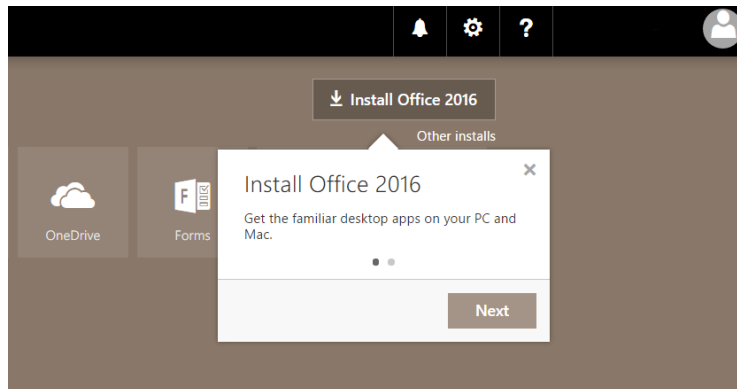 ?
Install Office 2016
Other installs
OneDrive
F
Forms
Install Office 2016
Get the familiar desktop apps on your PC and
Mac.
Next